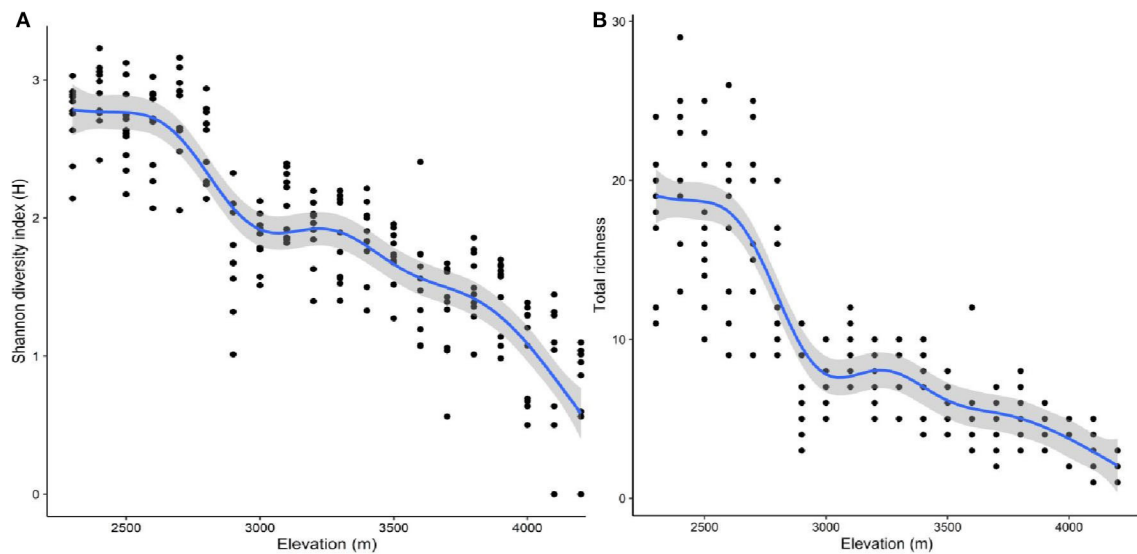 A
Shannon diversity index (H)
3
2
1
0
2500 3000 3500 4000
Elevation (m)
B
Total richness
30
20
10
0
2500 3000 3500 4000
Elevation (m)